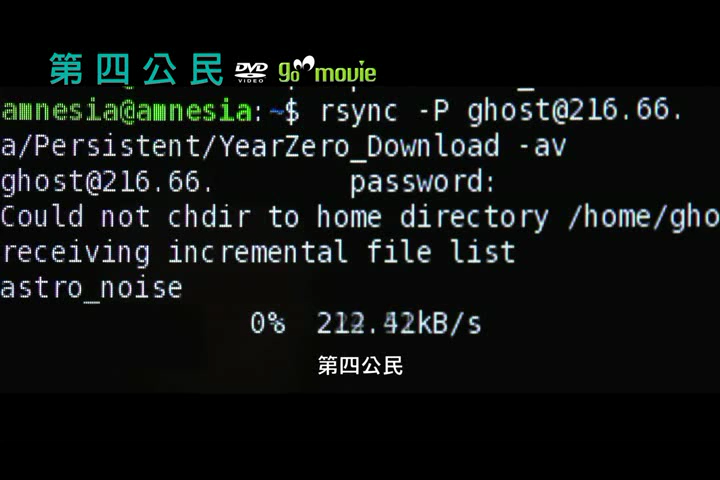 第四公民 DVD VIDEO gomovie
amnesia@amnesia:~$ rsync -P ghost@216.66.
a/Persistent/YearZero_Download -av
ghost@216.66. password:
Could not chdir to home directory /home/gho
receiving incremental file list
astro_noise
0% 212.42kB/s
第四公民